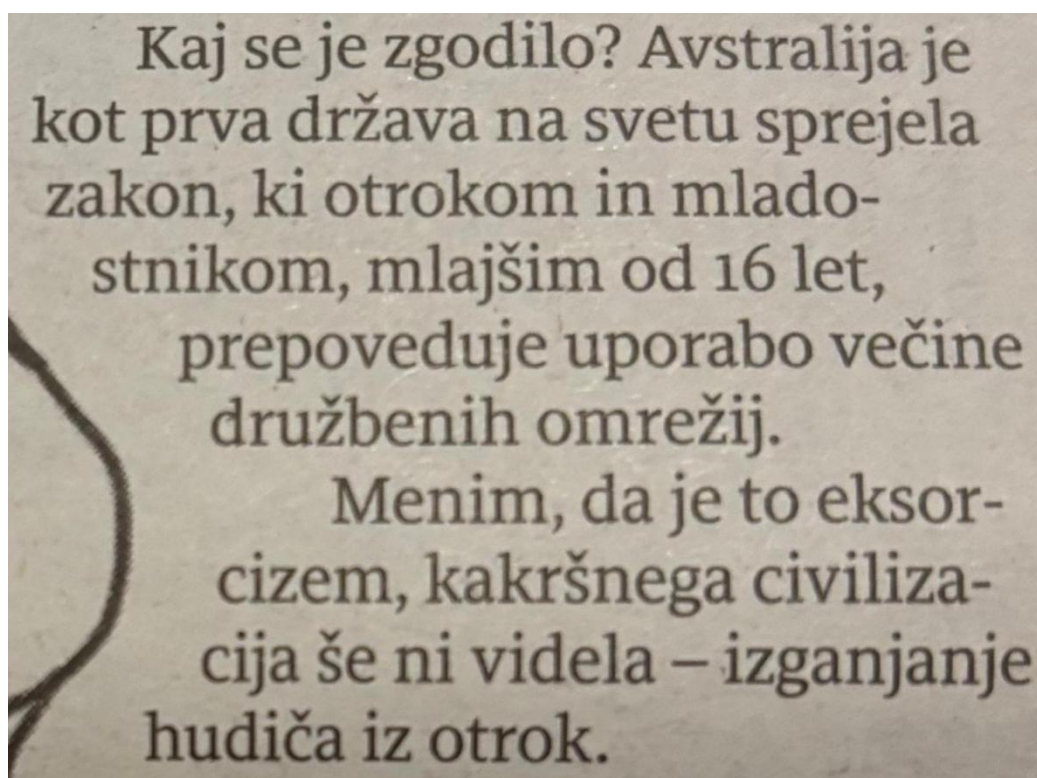 Kaj se je zgodilo? Avstralija je
kot prva država na svetu sprejela
zakon, ki otrokom in mlado-
stnikom, mlajšim od 16 let,
prepoveduje uporabo večine
družbenih omrežij.
Menim, da je to eksor-
cizem, kakršnega civiliza-
cija še ni videla – izganjanje
hudiča iz otrok.